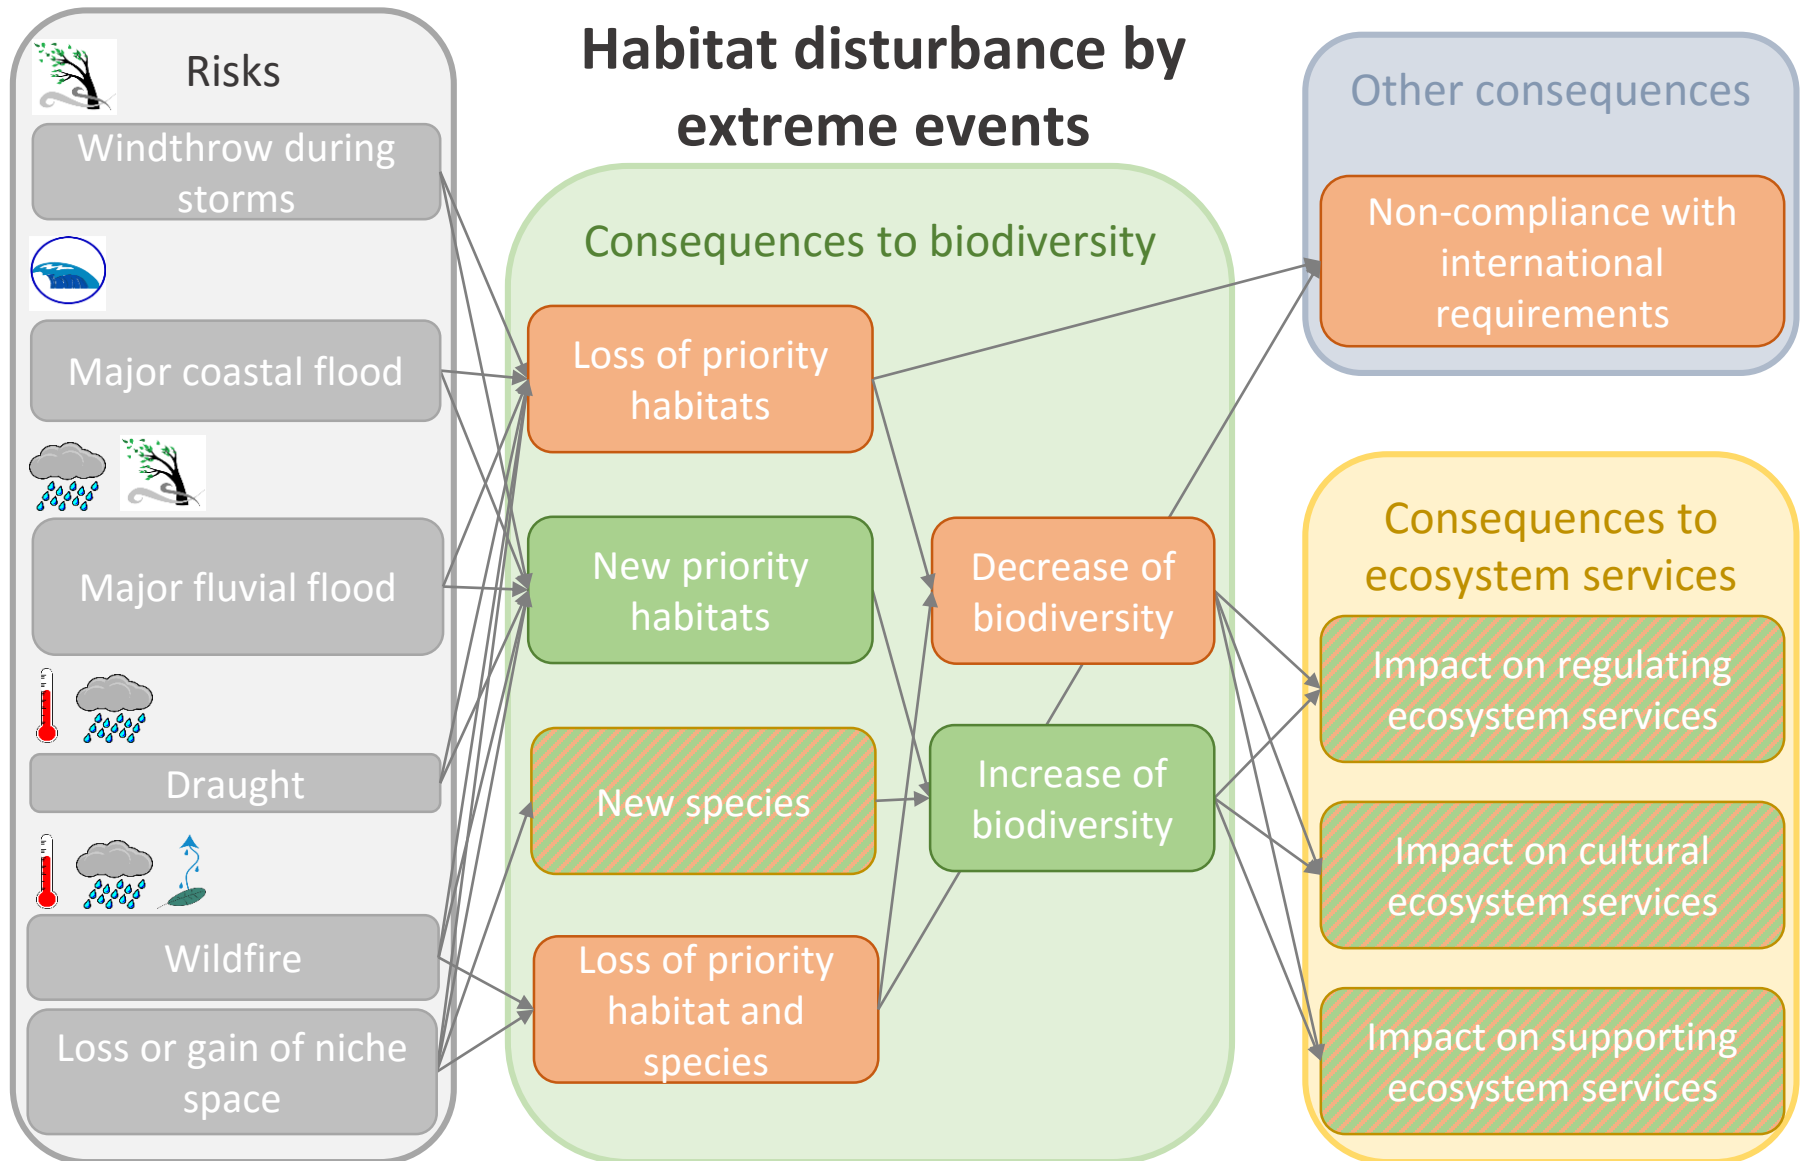 Habitat disturbance by
extreme events
Risks
Windthrow during
storms
Major coastal flood
Major fluvial flood
Draught
Wildfire
Loss or gain of niche
space
Consequences to biodiversity
Loss of priority
habitats
New priority
habitats
New species
Loss of priority
habitat and
species
Decrease of
biodiversity
Increase of
biodiversity
Other consequences
Non-compliance with
international
requirements
Consequences to
ecosystem services
Impact on regulating
ecosystem services
Impact on cultural
ecosystem services
Impact on supporting
ecosystem services